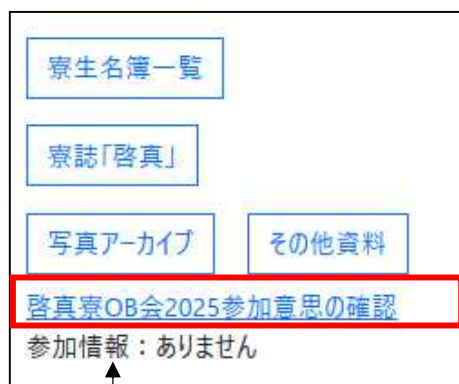 寮生名簿一覧
寮誌「啓真」
写真アーカイブ その他資料
啓真寮OB会2025参加意思の確認
参加情報：ありません